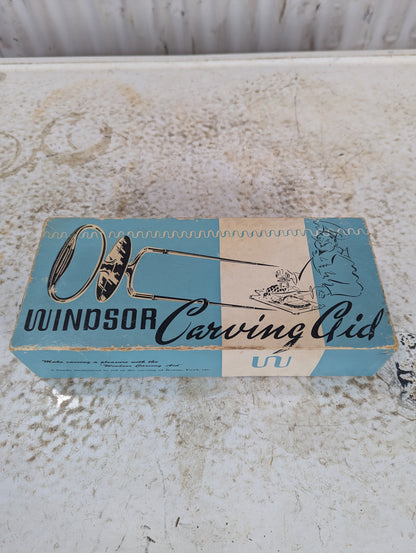 WINDSOR Carving Aid
W
Make carving a pleasure with the
Windsor Carving Aid